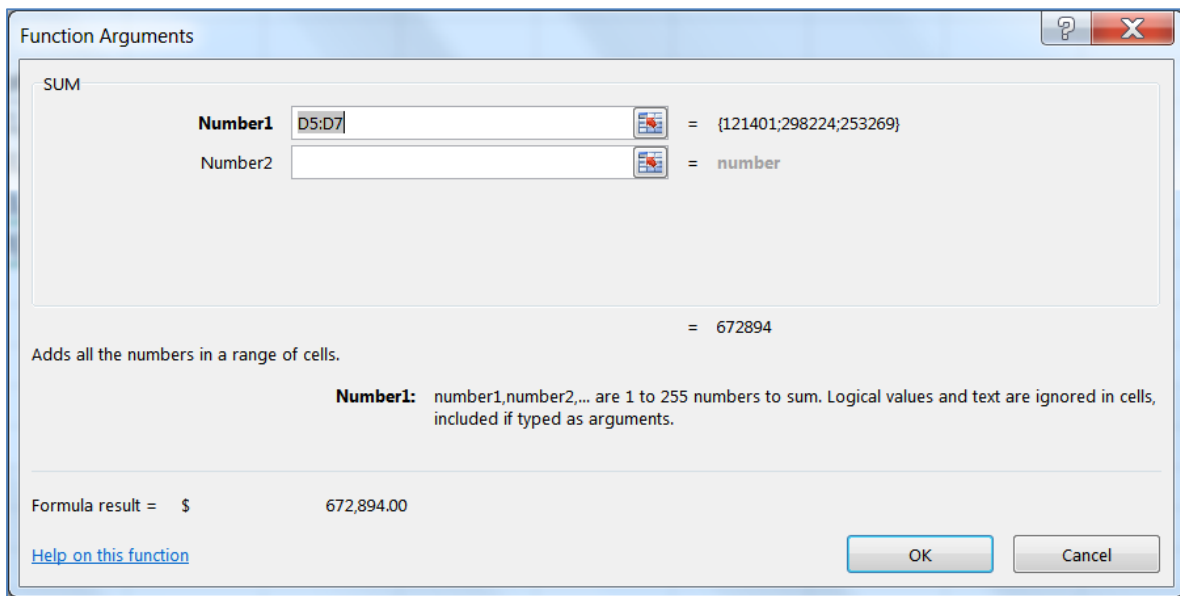 Function Arguments
SUM
Number1 D5:D7 = {121401;298224;253269}
Number2 = number
= 672894
Adds all the numbers in a range of cells.
Number1: number1,number2,... are 1 to 255 numbers to sum. Logical values and text are ignored in cells,
included if typed as arguments.
Formula result = $ 672,894.00
Help on this function
OK Cancel